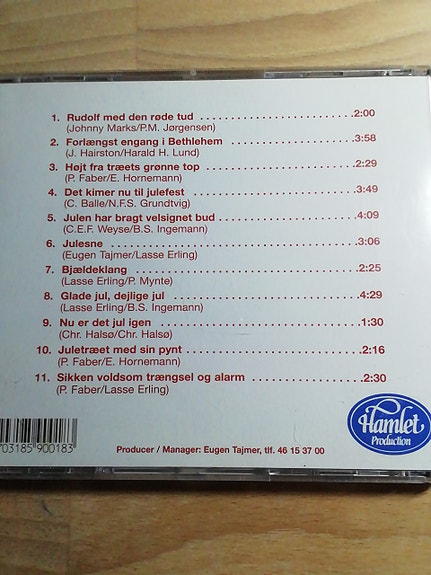 1. Rudolf med den røde tud ........................2:00
(Johnny Marks/P.M. Jørgensen)
2. Forlængst engang i Bethlehem ...................3:58
(J. Hairston/Harald H. Lund)
3. Højt fra træets grønne top ........................2:29
(P. Faber/E. Hornemann)
4. Det kimer nu til julefest ..........................3:49
(C. Balle/N.F.S. Grundtvig)
5. Julen har bragt velsignet bud .....................4:09
(C.E.F. Weyse/B.S. Ingemann)
6. Julesne ......................................3:06
(Eugen Tajmer/Lasse Erling)
7. Bjældeklang ..................................2:25
(Lasse Erling/P. Mynte)
8. Glade jul, dejlige jul ............................4:29
(Lasse Erling/B.S. Ingemann)
9. Nu er det jul igen ...............................1:30
(Chr. Halsø/Chr. Halsø)
10. Juletræet med sin pynt ..........................2:16
(P. Faber/E. Hornemann)
11. Sikken voldsom trængsel og alarm ................2:30
(P. Faber/Lasse Erling)
Hamlet
Production
03185 900183
Producer / Manager: Eugen Tajmer, tlf. 46 15 37 00